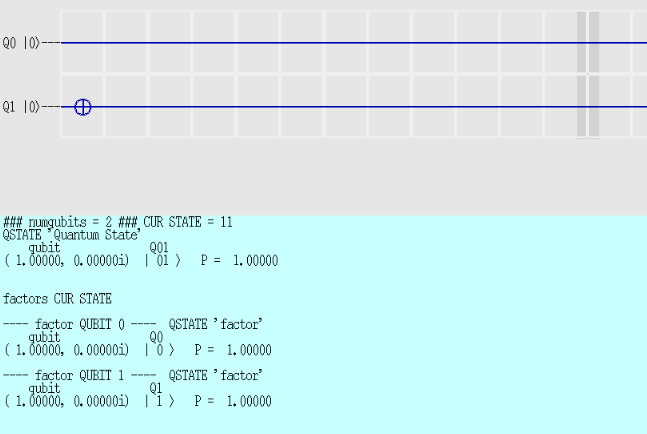 Q0 |0⟩---
Q1 |0⟩---
### numqubits = 2 ### CUR STATE = 11
QSTATE 'Quantum State'
qubit Q01
( 1.00000, 0.00000i) | 01 ⟩ P = 1.00000
factors CUR STATE
---- factor QUBIT 0 ---- QSTATE 'factor'
qubit Q0
( 1.00000, 0.00000i) | 0 ⟩ P = 1.00000
---- factor QUBIT 1 ---- QSTATE 'factor'
qubit Q1
( 1.00000, 0.00000i) | 1 ⟩ P = 1.00000